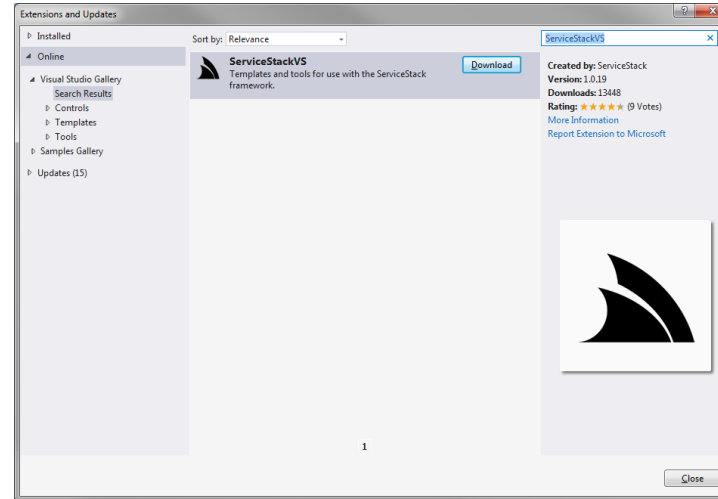 Extensions and Updates
Installed
Online
Visual Studio Gallery
Search Results
Controls
Templates
Tools
Samples Gallery
Updates (15)
Sort by: Relevance
ServiceStackVS
Templates and tools for use with the ServiceStack
framework.
Download
1
ServiceStackVS
Created by: ServiceStack
Version: 1.0.19
Downloads: 13448
Rating: (9 Votes)
More Information
Report Extension to Microsoft
Close